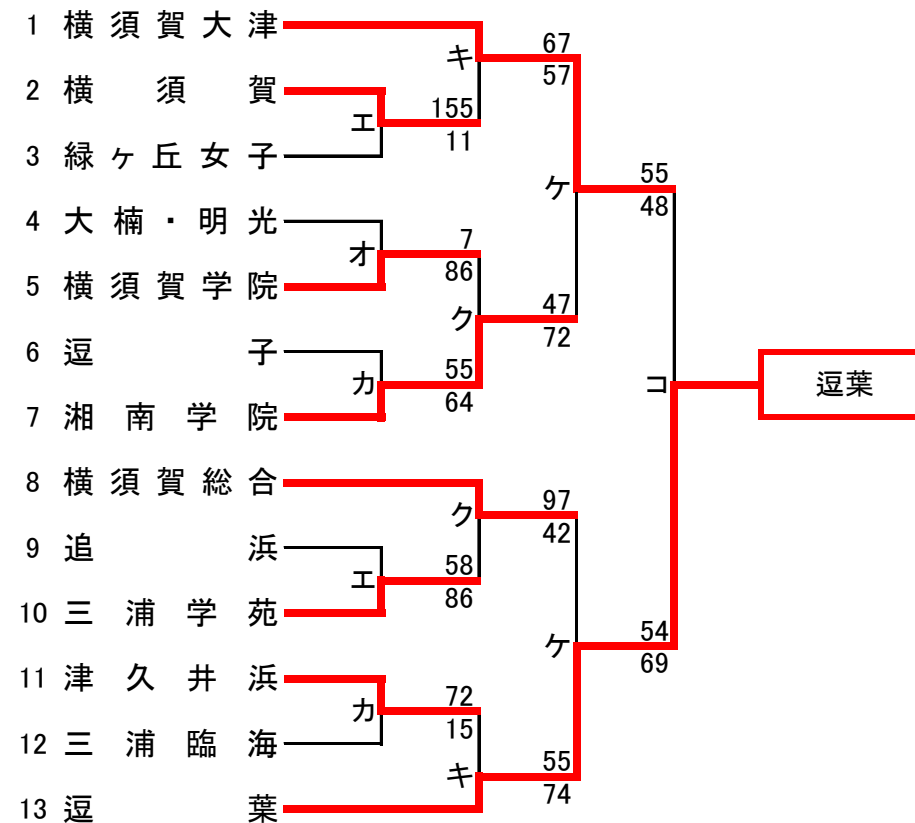 1 横須賀大津
2 横須賀
3 緑ヶ丘女子
4 大楠・明光
5 横須賀学院
6 逗子
7 湘南学院
8 横須賀総合
9 追浜
10 三浦学苑
11 津久井浜
12 三浦臨海
13 逗葉
エ
オ
カ
エ
カ
キ
155
11
7
86
ク
55
64
ク
58
86
72
15
キ
67
57
ケ
47
72
97
42
ケ
55
74
55
48
コ
54
69
逗葉